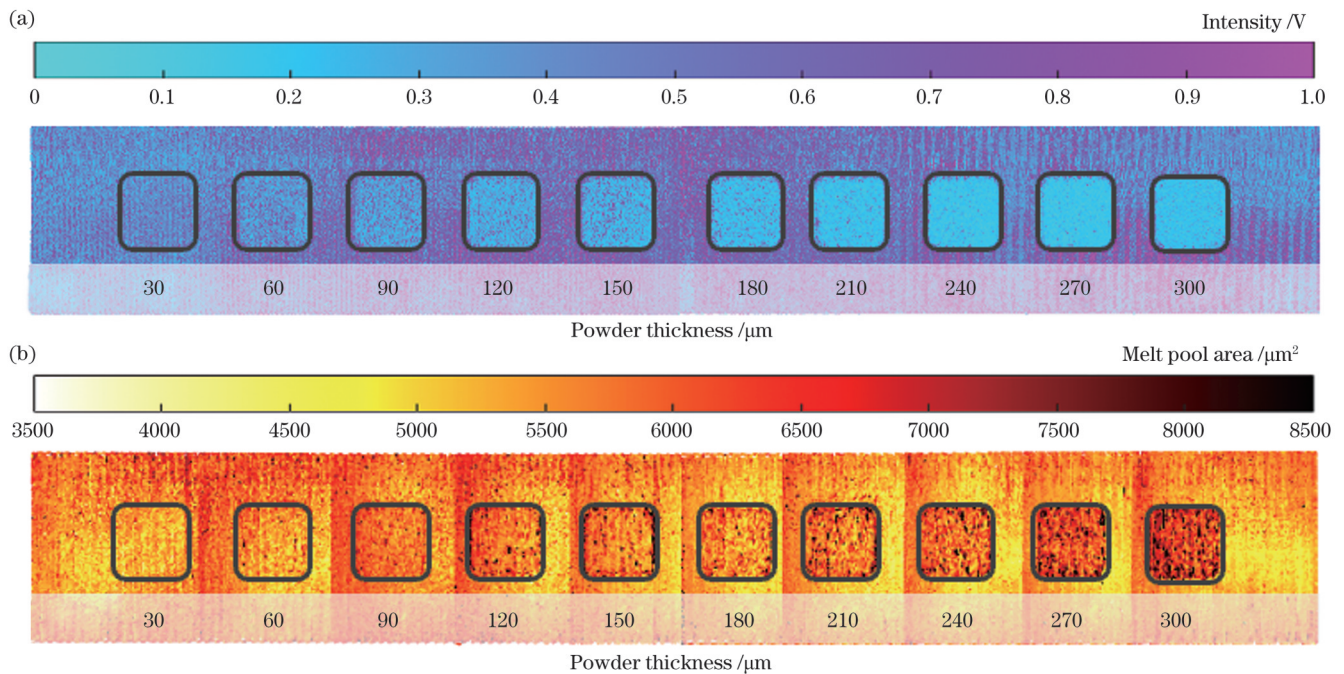 (a)
Intensity /V
0 0.1 0.2 0.3 0.4 0.5 0.6 0.7 0.8 0.9 1.0
30 60 90 120 150 180 210 240 270 300
Powder thickness /μm
(b)
Melt pool area /μm²
3500 4000 4500 5000 5500 6000 6500 7000 7500 8000 8500
30 60 90 120 150 180 210 240 270 300
Powder thickness /μm